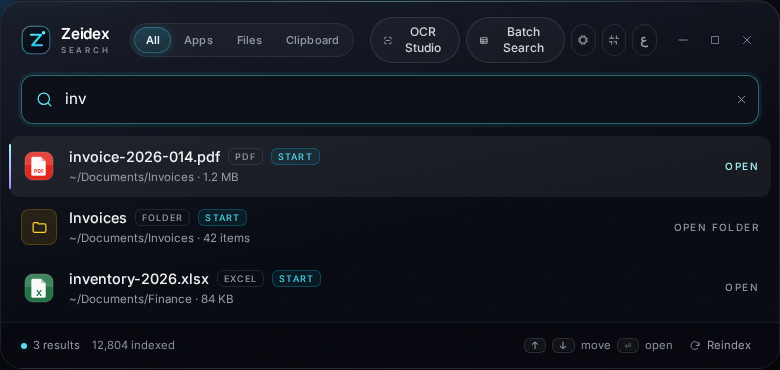 Zeidex
SEARCH
All Apps Files Clipboard
OCR Studio
Batch Search
ع
inv
invoice-2026-014.pdf PDF START
~/Documents/Invoices · 1.2 MB
OPEN
Invoices FOLDER START
~/Documents/Invoices · 42 items
OPEN FOLDER
inventory-2026.xlsx EXCEL START
~/Documents/Finance · 84 KB
OPEN
3 results 12,804 indexed
↑ ↓ move ⏎ open Reindex